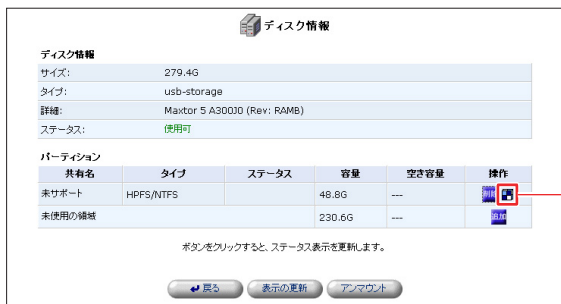 ディスク情報
ディスク情報
サイズ: 279.4G
タイプ: usb-storage
詳細: Maxtor 5 A300J0 (Rev: RAMB)
ステータス: 使用可
パーティション
共有名 タイプ ステータス 容量 空き容量 操作
未サポート HPFS/NTFS 48.8G --- 削除
未使用の領域 230.6G --- 追加
ボタンをクリックすると、ステータス表示を更新します。
戻る 表示の更新 アンマウント